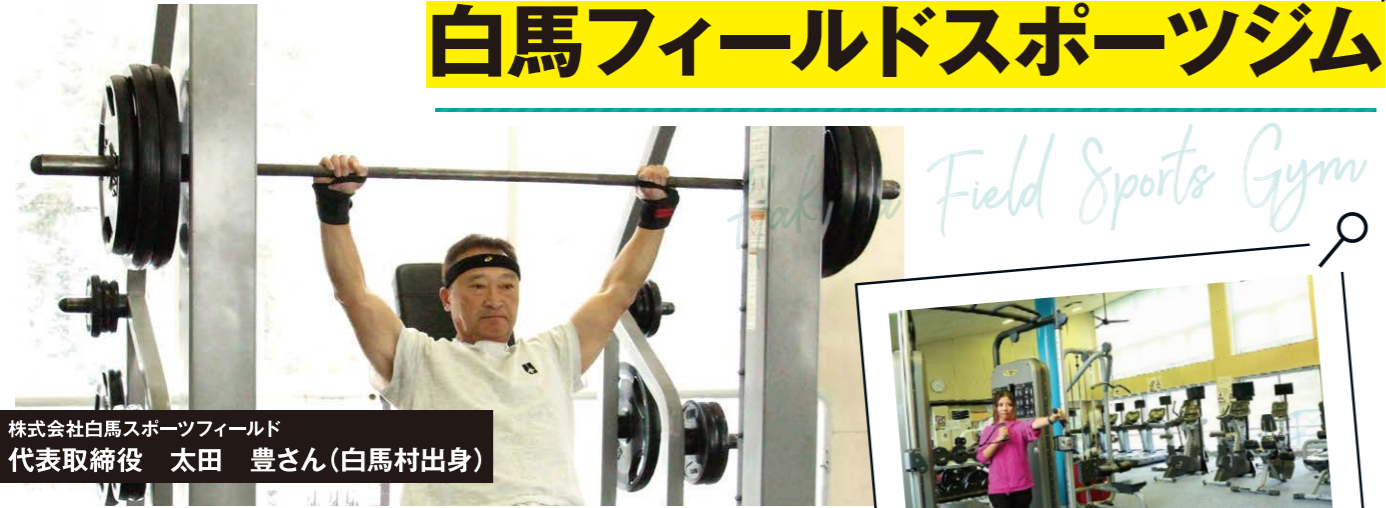 白馬フィールドスポーツジム
Hakuba Field Sports Gym
株式会社白馬スポーツフィールド
代表取締役 太田 豊さん（白馬村出身）